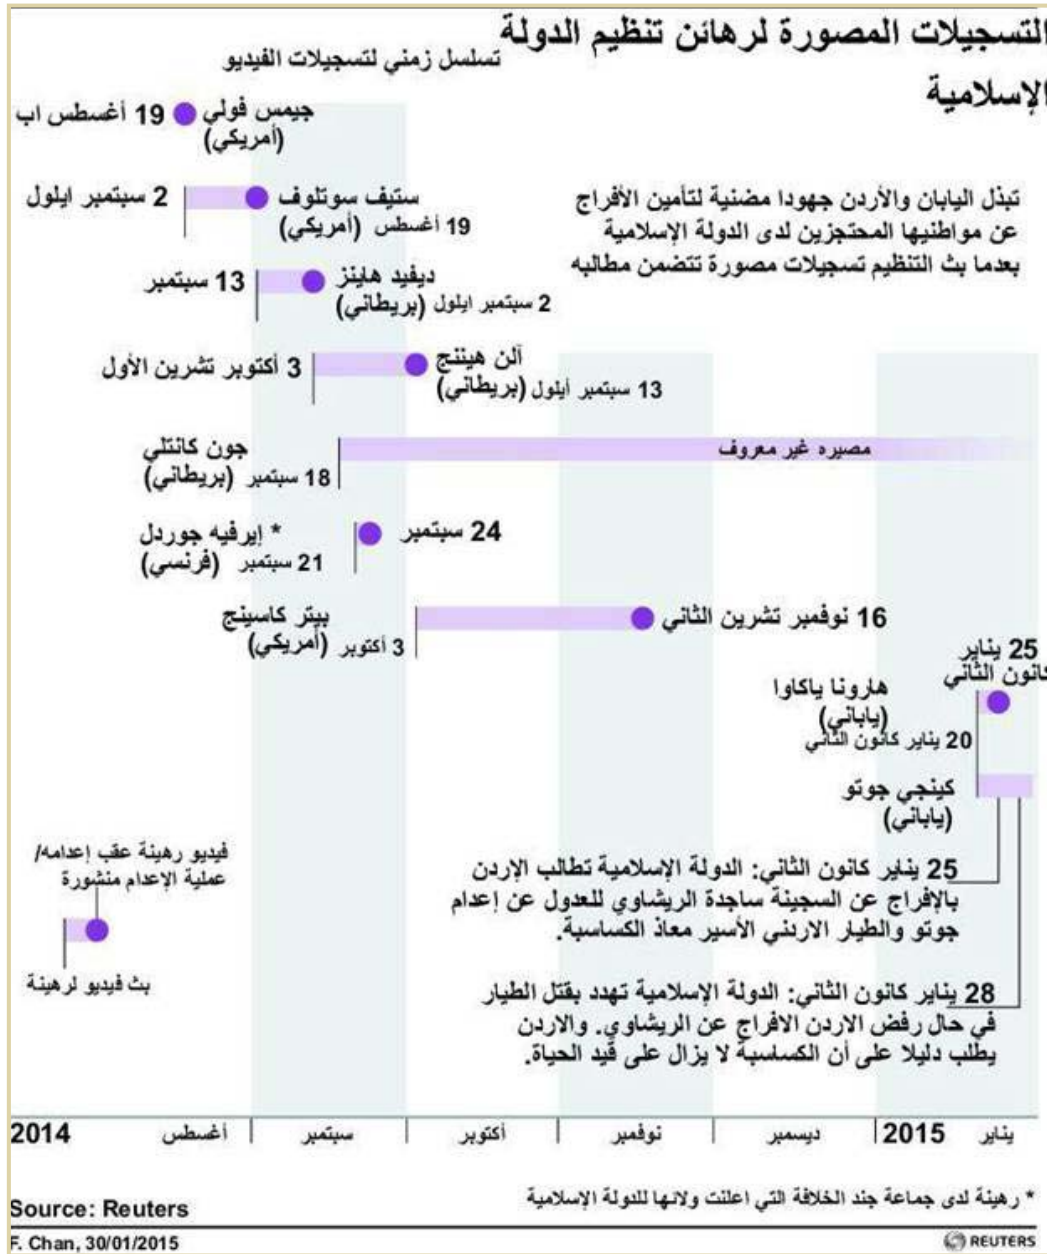 التسجيلات المصورة لرهائن تنظيم الدولة
الإسلامية
تسلسل زمني لتسجيلات الفيديو
تبذل اليابان والأردن جهودا مضنية لتأمين الأفراج
عن مواطنيها المحتجزين لدى الدولة الإسلامية
بعدما بث التنظيم تسجيلات مصورة تتضمن مطالبه
جيمس فولي
(أمريكي)
19 أغسطس اب
ستيف سوتلوف
(أمريكي) 19 أغسطس
2 سبتمبر ايلول
ديفيد هاينز
(بريطاني) 2 سبتمبر ايلول
13 سبتمبر
آلن هيننج
(بريطاني) 13 سبتمبر أيلول
3 أكتوبر تشرين الأول
جون كانتلي
(بريطاني) 18 سبتمبر
مصيره غير معروف
* إيرفيه جوردل
(فرنسي) 21 سبتمبر
24 سبتمبر
بيتر كاسينج
(أمريكي) 3 أكتوبر
16 نوفمبر تشرين الثاني
25 يناير
كانون الثاني
هارونا ياكاوا
(ياباني)
20 يناير كانون الثاني
كينجي جوتو
(ياباني)
25 يناير كانون الثاني: الدولة الإسلامية تطالب الإردن
بالإفراج عن السجينة ساجدة الريشاوي للعدول عن إعدام
جوتو والطيار الاردني الأسير معاذ الكساسبة.
28 يناير كانون الثاني: الدولة الإسلامية تهدد بقتل الطيار
في حال رفض الاردن الافراج عن الريشاوي. والاردن
يطلب دليلا على أن الكساسبة لا يزال على قيد الحياة.
فيديو رهينة عقب إعدامه/
عملية الإعدام منشورة
بث فيديو لرهينة
2014 أغسطس سبتمبر أكتوبر نوفمبر ديسمبر 2015 يناير
* رهينة لدى جماعة جند الخلافة التي اعلنت ولائها للدولة الإسلامية
Source: Reuters
F. Chan, 30/01/2015
REUTERS